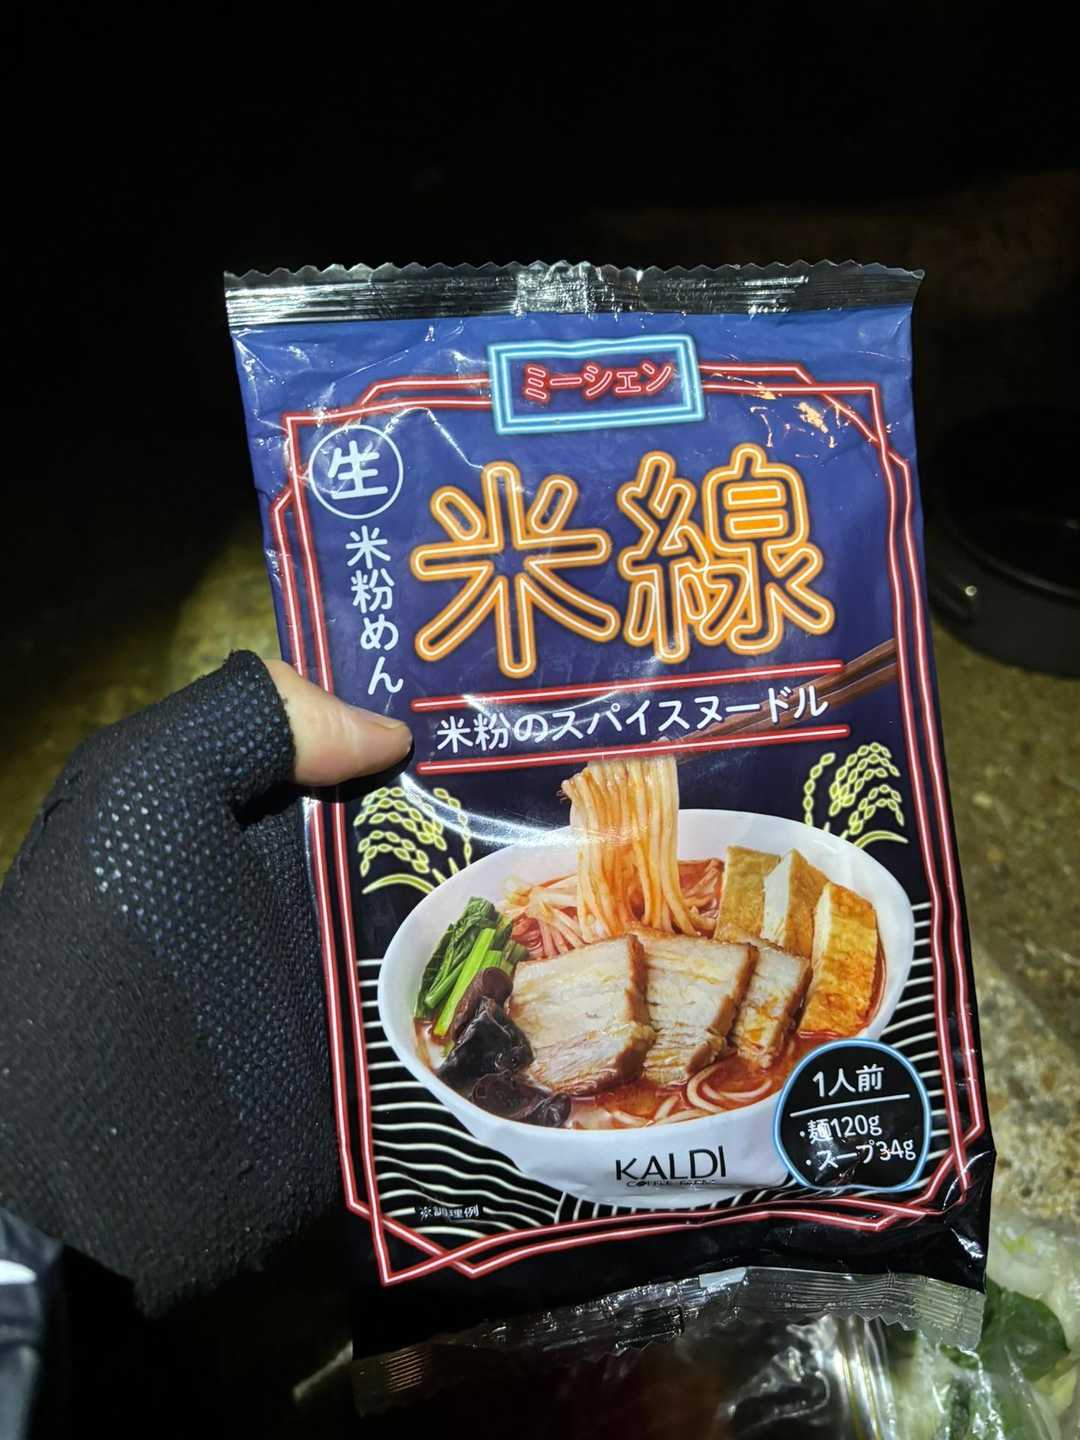 ミーシェン
生
米粉めん
米線
米粉のスパイスヌードル
1人前
・麺120g
・スープ34g
KALDI
COFFEE FARM
※調理例